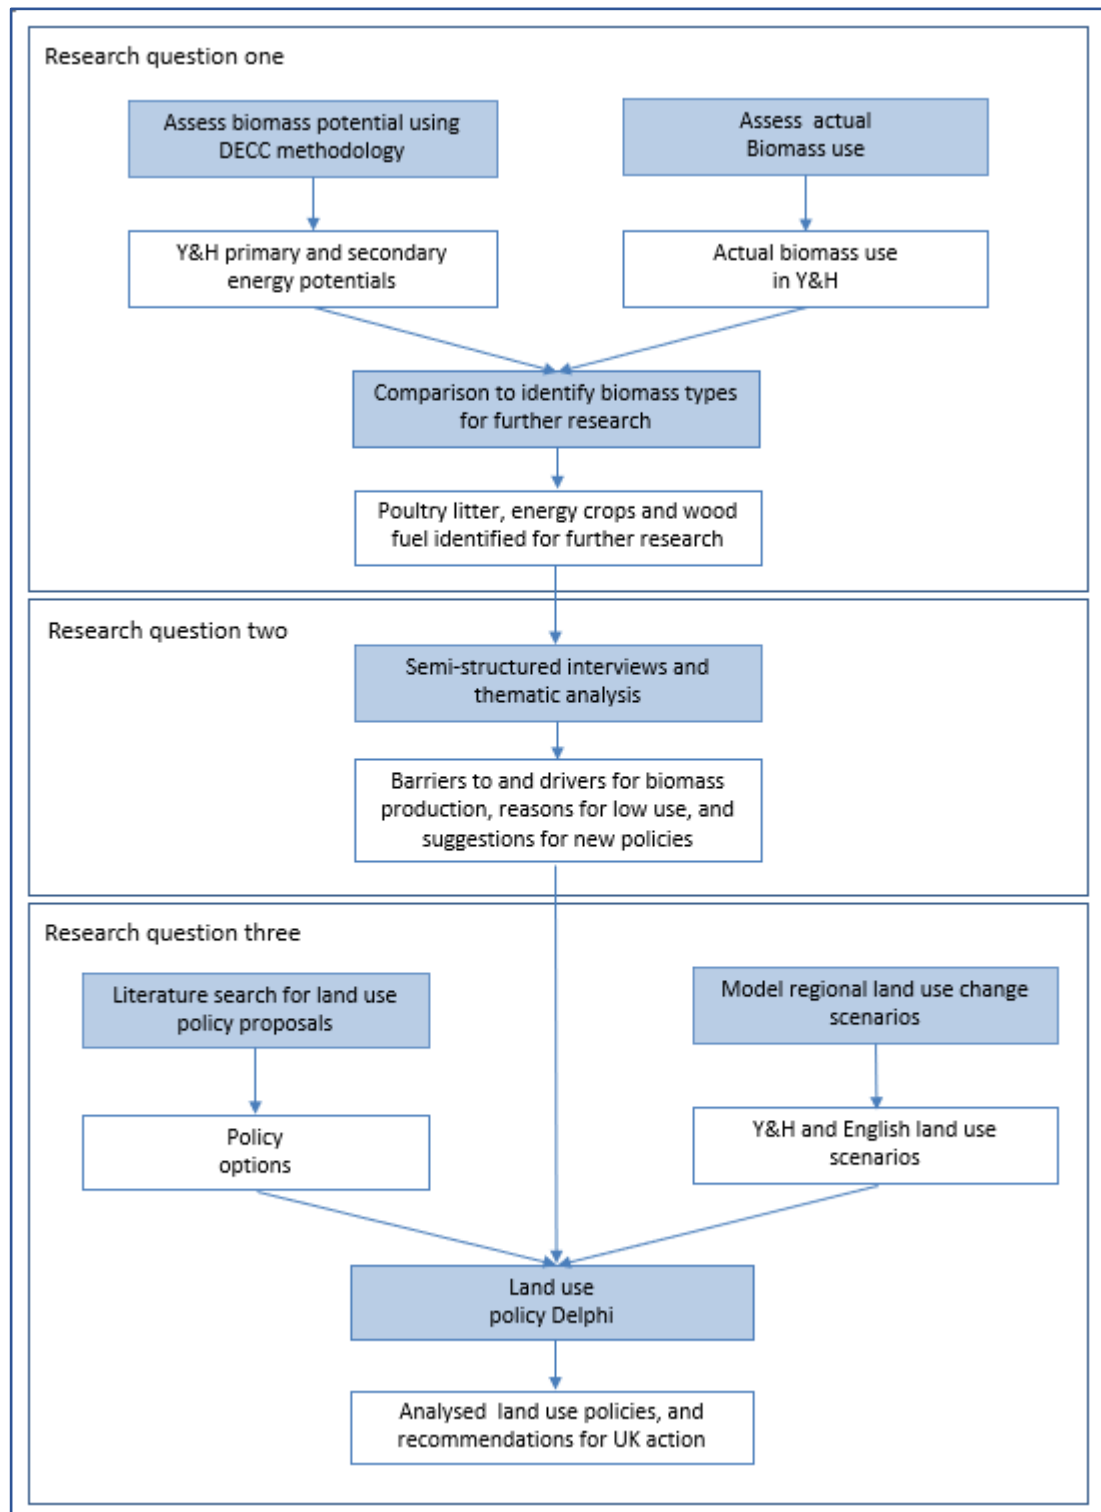 Research question one
Assess biomass potential using
DECC methodology
Assess actual
Biomass use
Y&H primary and secondary
energy potentials
Actual biomass use
in Y&H
Comparison to identify biomass types
for further research
Poultry litter, energy crops and wood
fuel identified for further research
Research question two
Semi-structured interviews and
thematic analysis
Barriers to and drivers for biomass
production, reasons for low use, and
suggestions for new policies
Research question three
Literature search for land use
policy proposals
Model regional land use change
scenarios
Policy
options
Y&H and English land use
scenarios
Land use
policy Delphi
Analysed land use policies, and
recommendations for UK action